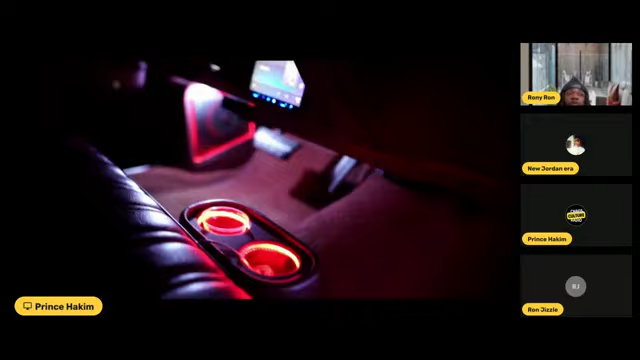 Prince Hakim
Rony Ron
New Jordan era
CULTURE
Prince Hakim
RJ
Ron Jizzle